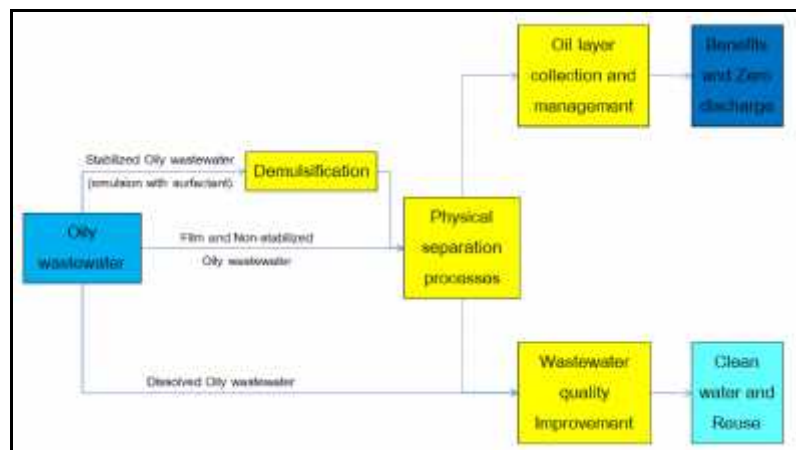 Oil layer
collection and
management
Benefits
and Zero
discharge
Stabilized Oily wastewater
(emulsion with surfactant)
Demulsification
Oily
wastewater
Film and Non-stabilized
Oily wastewater
Physical
separation
processes
Dissolved Oily wastewater
Wastewater
quality
Improvement
Clean
water and
Reuse